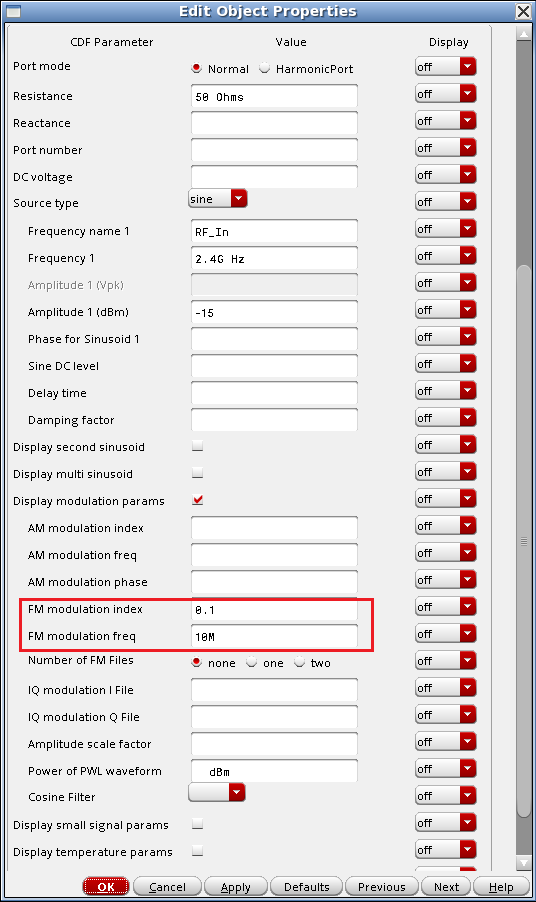 Edit Object Properties
CDF Parameter Value Display
Port mode Normal HarmonicPort off
Resistance 50 Ohms off
Reactance off
Port number off
DC voltage off
Source type sine off
Frequency name 1 RF_In off
Frequency 1 2.4G Hz off
Amplitude 1 (Vpk) off
Amplitude 1 (dBm) -15 off
Phase for Sinusoid 1 off
Sine DC level off
Delay time off
Damping factor off
Display second sinusoid off
Display multi sinusoid off
Display modulation params off
AM modulation index off
AM modulation freq off
AM modulation phase off
FM modulation index 0.1 off
FM modulation freq 10M off
Number of FM Files none one two off
IQ modulation I File off
IQ modulation Q File off
Amplitude scale factor off
Power of PWL waveform dBm off
Cosine Filter off
Display small signal params off
Display temperature params off
OK Cancel Apply Defaults Previous Next Help